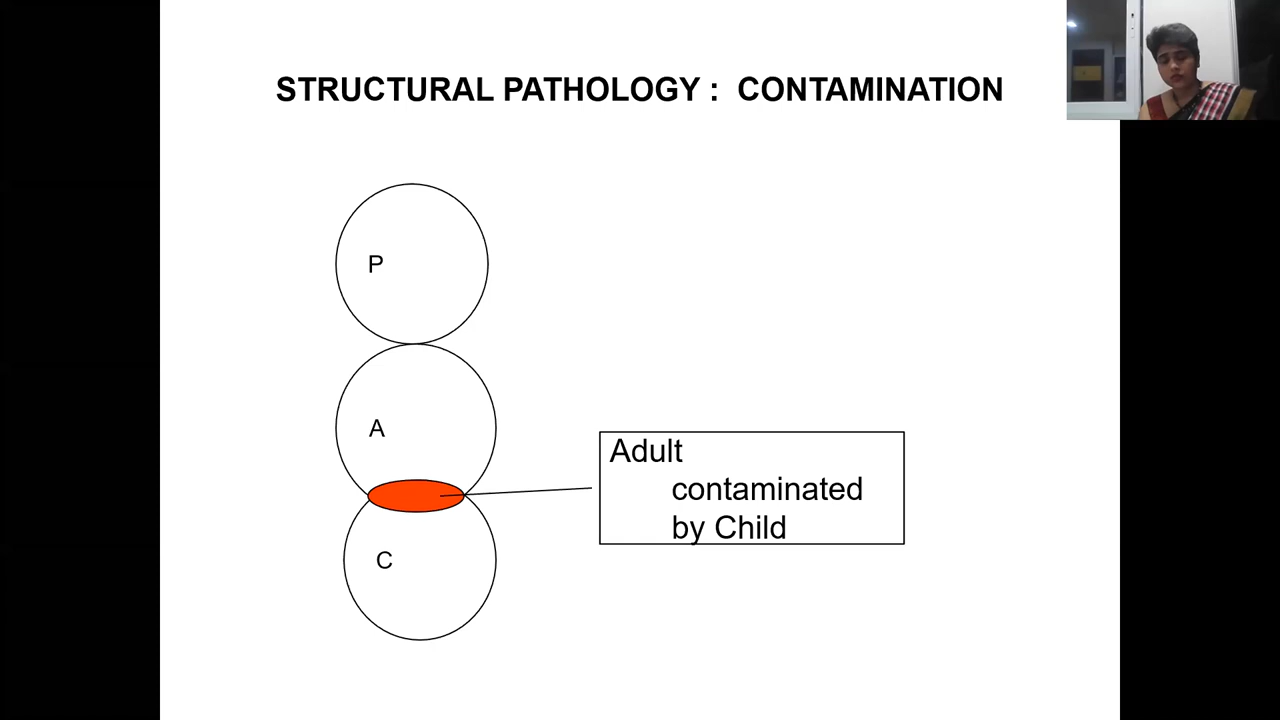 STRUCTURAL PATHOLOGY : CONTAMINATION
P
A
Adult
contaminated
by Child
C